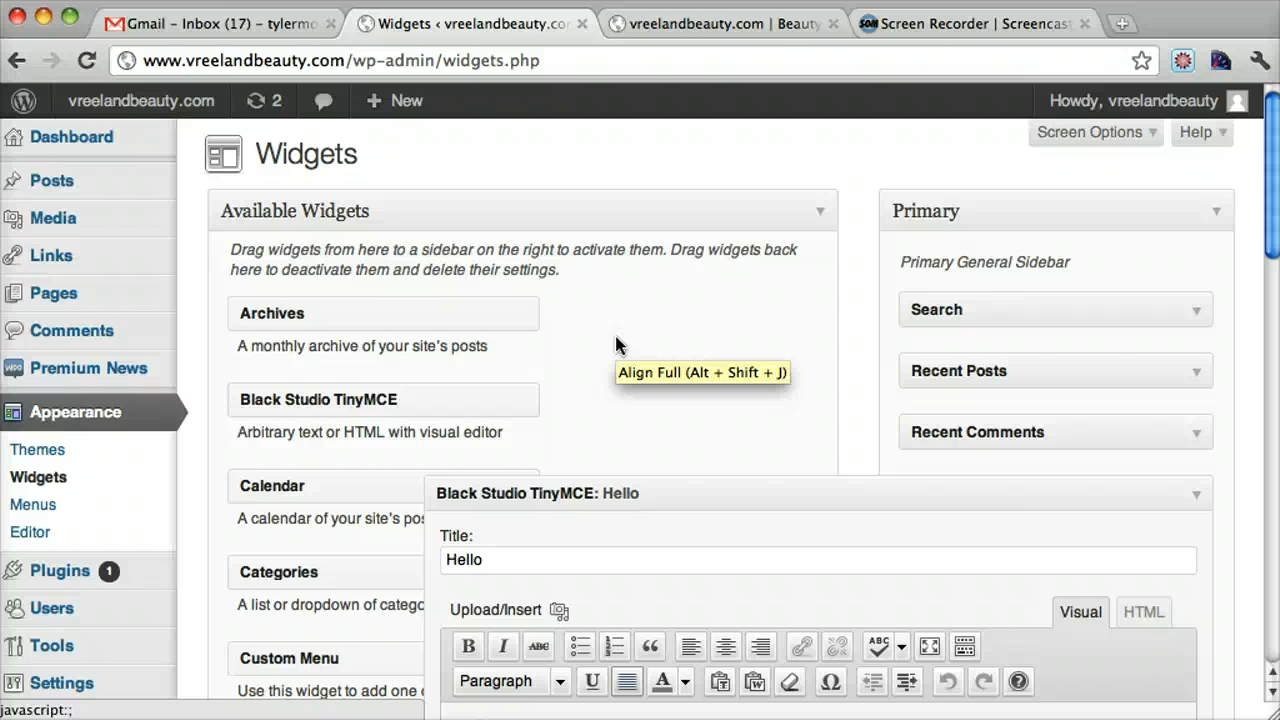 Gmail – Inbox (17) – tylermo
Widgets < vreelandbeauty.co
vreelandbeauty.com | Beauty
SOM Screen Recorder | Screencast
www.vreelandbeauty.com/wp-admin/widgets.php
vreelandbeauty.com
2
New
Howdy, vreelandbeauty
Screen Options
Help
Dashboard
Posts
Media
Links
Pages
Comments
WOO Premium News
Appearance
Themes
Widgets
Menus
Editor
Plugins 1
Users
Tools
Settings
Widgets
Available Widgets
Drag widgets from here to a sidebar on the right to activate them. Drag widgets back
here to deactivate them and delete their settings.
Archives
A monthly archive of your site's posts
Black Studio TinyMCE
Arbitrary text or HTML with visual editor
Calendar
A calendar of your site's pos
Categories
A list or dropdown of catego
Custom Menu
Use this widget to add one
Align Full (Alt + Shift + J)
Primary
Primary General Sidebar
Search
Recent Posts
Recent Comments
Black Studio TinyMCE: Hello
Title:
Hello
Upload/Insert
Visual
HTML
B I ABC ABC
Paragraph U A Ω
javascript:;